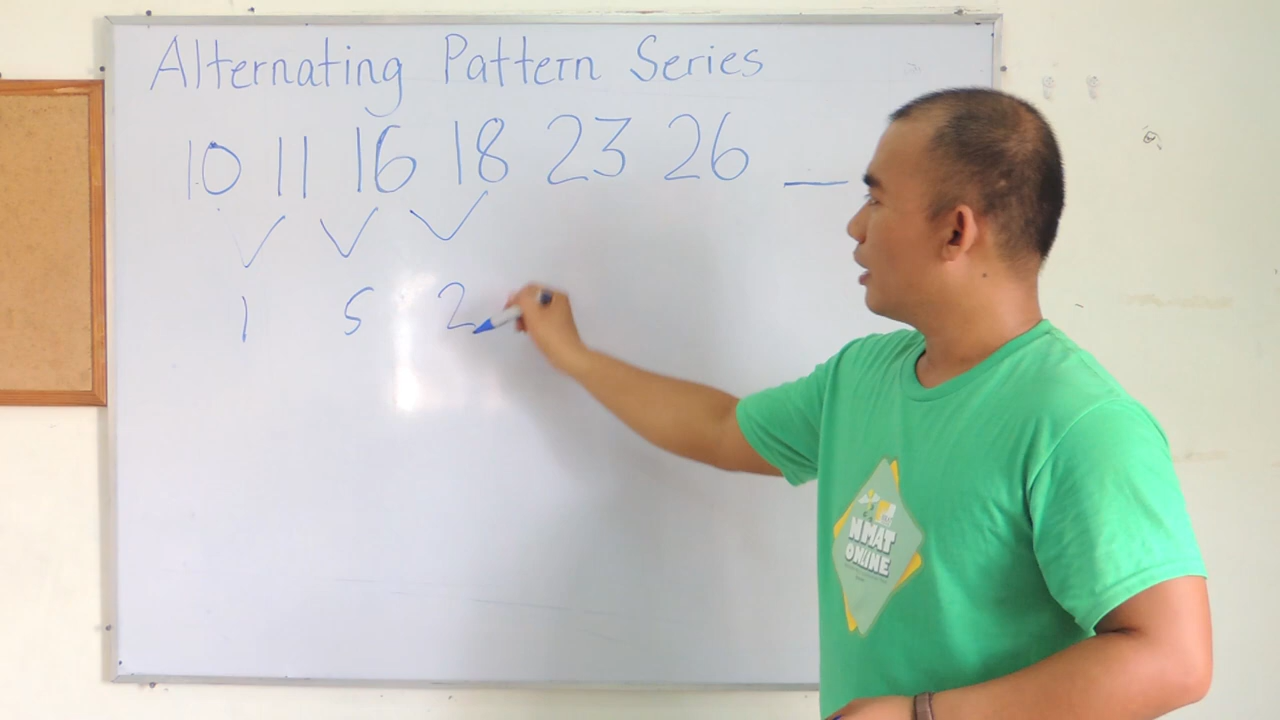 Alternating Pattern Series
10 11 16 18 23 26 __
1 5 2
NMAT
ONLINE